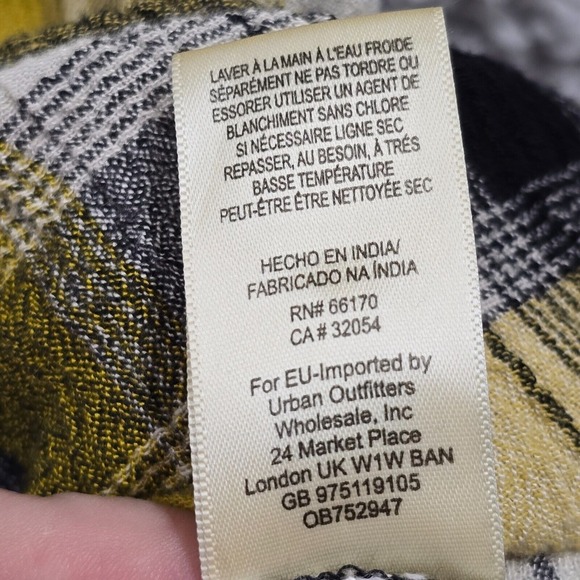 LAVER À LA MAIN À L'EAU FROIDE
SÉPARÉMENT NE PAS TORDRE OU
ESSORER UTILISER UN AGENT DE
BLANCHIMENT SANS CHLORE
SI NÉCESSAIRE LIGNE SEC
REPASSER, AU BESOIN, À TRÉS
BASSE TEMPÉRATURE
PEUT-ÊTRE ÊTRE NETTOYÉE SEC
HECHO EN INDIA/
FABRICADO NA ÍNDIA
RN# 66170
CA # 32054
For EU-Imported by
Urban Outfitters
Wholesale, Inc
24 Market Place
London UK W1W BAN
GB 975119105
OB752947